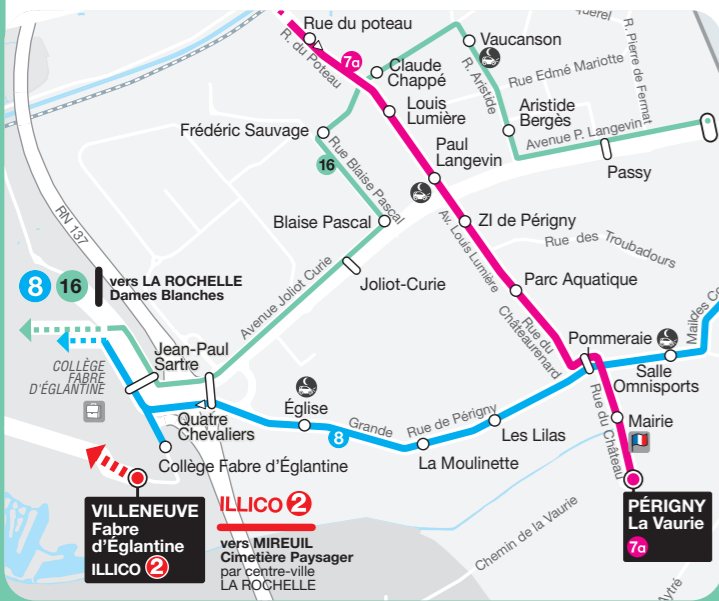 Rue du poteau
R. du Poteau
7a
Claude
Chappé
Vaucanson
R. Aristide
Rue Edmé Mariotte
R. Pierre de Fermat
Louis
Lumière
Aristide
Bergès
Avenue P. Langevin
Passy
Frédéric Sauvage
16
Rue Blaise Pascal
Paul
Langevin
Blaise Pascal
ZI de Périgny
Av. Louis Lumière
Rue des Troubadours
RN 137
8 16
vers LA ROCHELLE
Dames Blanches
Avenue Joliot Curie
Joliot-Curie
Parc Aquatique
Rue du
Châteaurenard
Pommeraie
Salle
Omnisports
Jean-Paul
Sartre
COLLÈGE
FABRE
D'ÉGLANTINE
Quatre
Chevaliers
Église
Grande
Rue de Périgny
8
Les Lilas
La Moulinette
Rue du Château
Mairie
Collège Fabre d'Églantine
VILLENEUVE
Fabre
d'Églantine
ILLICO 2
ILLICO 2
vers MIREUIL
Cimetière Paysager
par centre-ville
LA ROCHELLE
Chemin de la Vaurie
PÉRIGNY
La Vaurie
7a